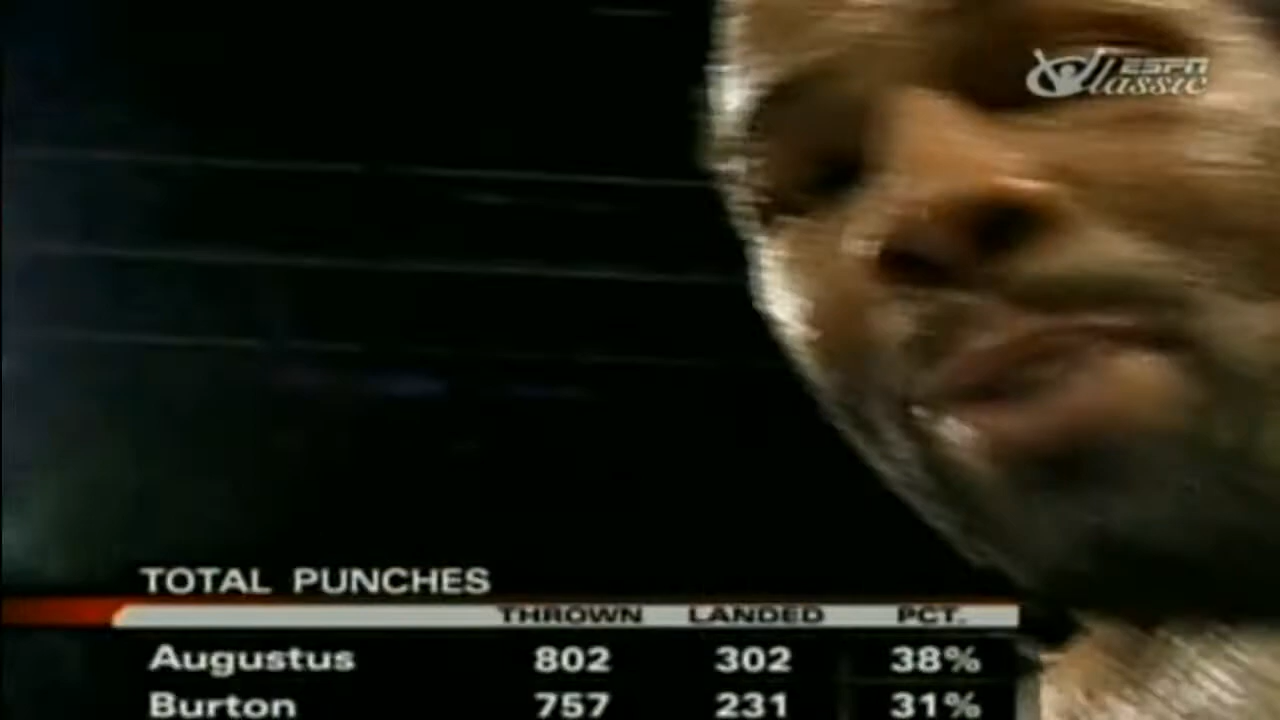 ESPN
Classic
TOTAL PUNCHES
THROWN LANDED PCT.
Augustus 802 302 38%
Burton 757 231 31%